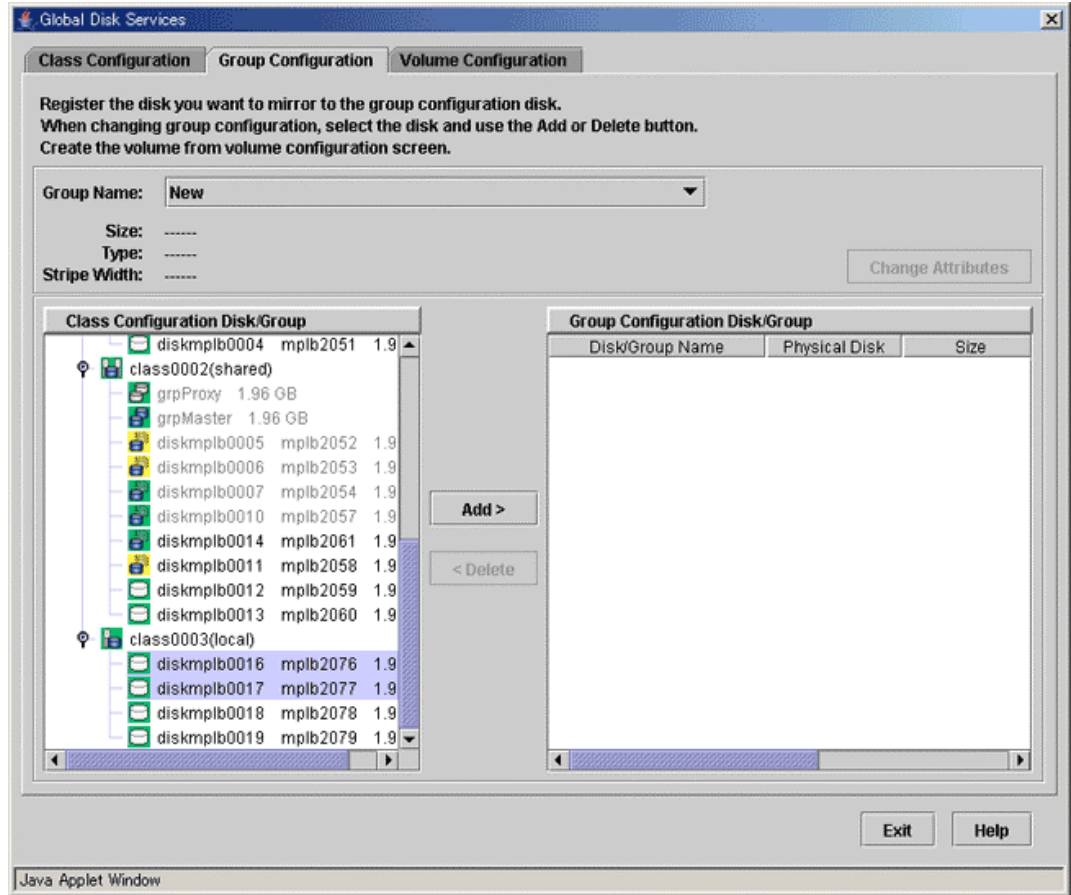 Global Disk Services
Class Configuration Group Configuration Volume Configuration
Register the disk you want to mirror to the group configuration disk.
When changing group configuration, select the disk and use the Add or Delete button.
Create the volume from volume configuration screen.
Group Name: New
Size: ------
Type: ------
Stripe Width: ------
Change Attributes
Class Configuration Disk/Group
diskmplb0004 mplb2051 1.9
class0002(shared)
grpProxy 1.96 GB
grpMaster 1.96 GB
diskmplb0005 mplb2052 1.9
diskmplb0006 mplb2053 1.9
diskmplb0007 mplb2054 1.9
diskmplb0010 mplb2057 1.9
diskmplb0014 mplb2061 1.9
diskmplb0011 mplb2058 1.9
diskmplb0012 mplb2059 1.9
diskmplb0013 mplb2060 1.9
class0003(local)
diskmplb0016 mplb2076 1.9
diskmplb0017 mplb2077 1.9
diskmplb0018 mplb2078 1.9
diskmplb0019 mplb2079 1.9
Add >
< Delete
Group Configuration Disk/Group
Disk/Group Name Physical Disk Size
Exit Help
Java Applet Window